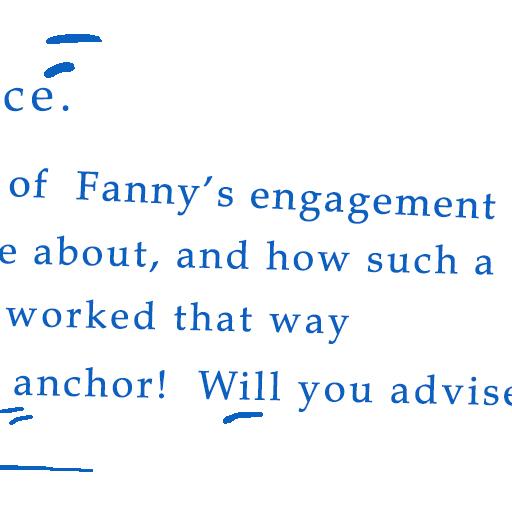 ce.
of Fanny’s engagement
e about, and how such a
worked that way
anchor! Will you advise